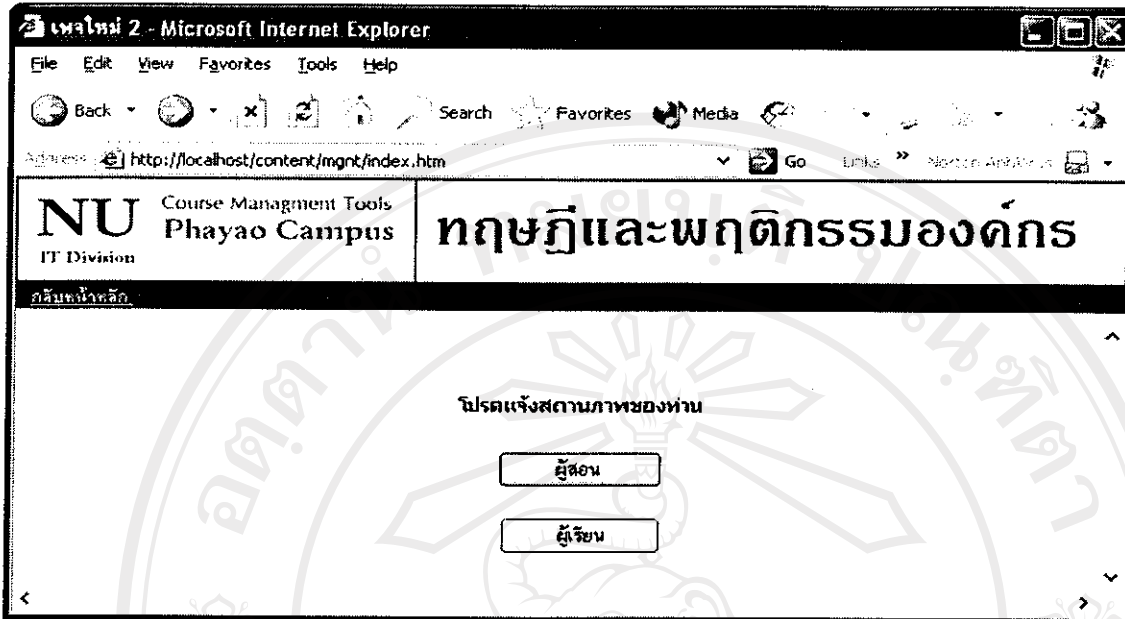 เพจใหม่ 2 - Microsoft Internet Explorer
File Edit View Favorites Tools Help
Back Search Favorites Media
Address http://localhost/content/mgnt/index.htm Go Links Norton AntiVirus
NU Course Managment Tools
Phayao Campus
IT Division
ทฤษฎีและพฤติกรรมองค์กร
กลับหน้าหลัก
โปรดแจ้งสถานภาพของท่าน
ผู้สอน
ผู้เรียน